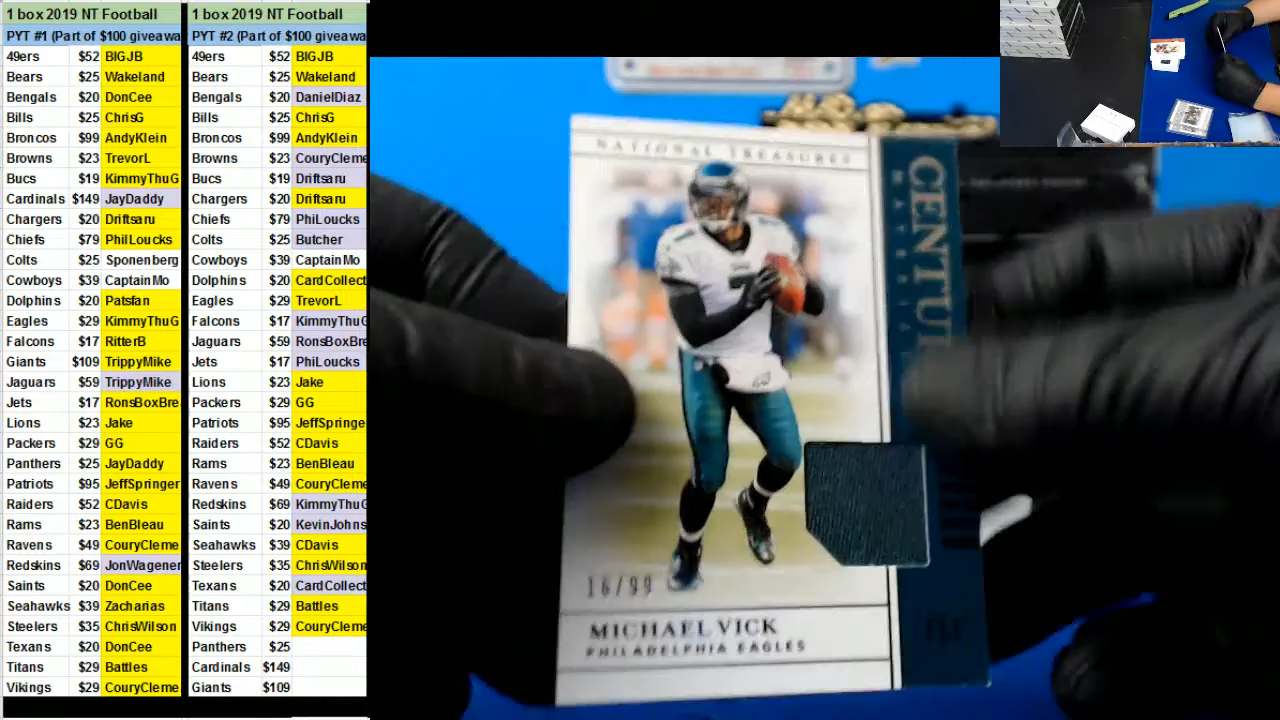 1 box 2019 NT Football
PYT #1 (Part of $100 giveawa
49ers $52 BIGJB
Bears $25 Wakeland
Bengals $20 DonCee
Bills $25 ChrisG
Broncos $99 AndyKlein
Browns $23 TrevorL
Bucs $19 KimmyThuG
Cardinals $149 JayDaddy
Chargers $20 Driftsaru
Chiefs $79 PhilLoucks
Colts $25 Sponenberg
Cowboys $39 CaptainMo
Dolphins $20 Patsfan
Eagles $29 KimmyThuG
Falcons $17 RitterB
Giants $109 TrippyMike
Jaguars $59 TrippyMike
Jets $17 RonsBoxBre
Lions $23 Jake
Packers $29 GG
Panthers $25 JayDaddy
Patriots $95 JeffSpringer
Raiders $52 CDavis
Rams $23 BenBleau
Ravens $49 CouryCleme
Redskins $69 JonWagener
Saints $20 DonCee
Seahawks $39 Zacharias
Steelers $35 ChrisWilson
Texans $20 DonCee
Titans $29 Battles
Vikings $29 CouryCleme
1 box 2019 NT Football
PYT #2 (Part of $100 giveawa
49ers $52 BIGJB
Bears $25 Wakeland
Bengals $20 DanielDiaz
Bills $25 ChrisG
Broncos $99 AndyKlein
Browns $23 CouryCleme
Bucs $19 Driftsaru
Chargers $20 Driftsaru
Chiefs $79 PhiLoucks
Colts $25 Butcher
Cowboys $39 CaptainMo
Dolphins $20 CardCollect
Eagles $29 TrevorL
Falcons $17 KimmyThuG
Jaguars $59 RonsBoxBre
Jets $17 PhiLoucks
Lions $23 Jake
Packers $29 GG
Patriots $95 JeffSpringe
Raiders $52 CDavis
Rams $23 BenBleau
Ravens $49 CouryCleme
Redskins $69 KimmyThuG
Saints $20 KevinJohns
Seahawks $39 CDavis
Steelers $35 ChrisWilson
Texans $20 CardCollect
Titans $29 Battles
Vikings $29 CouryCleme
Panthers $25
Cardinals $149
Giants $109
NATIONAL TREASURES
CENTU
MATERIA
7
16/99
MICHAEL VICK
PHILADELPHIA EAGLES